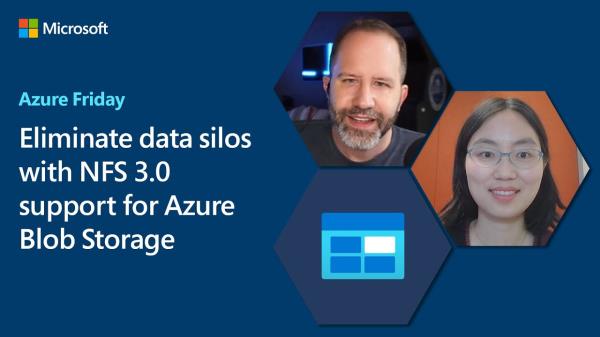 Microsoft
Azure Friday
Eliminate data silos
with NFS 3.0
support for Azure
Blob Storage